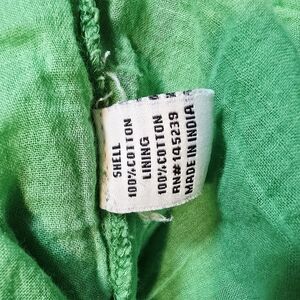 SHELL
100%COTTON
LINING
100%COTTON
RN#145239
MADE IN INDIA